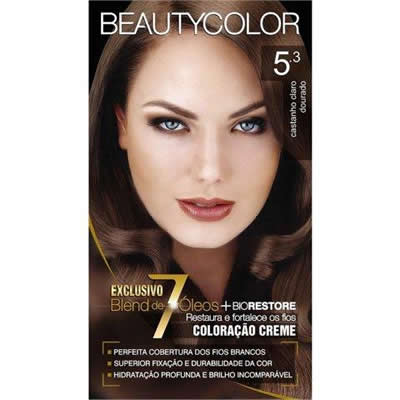 BEAUTYCOLOR
5.3
castanho claro
dourado
EXCLUSIVO
Blend de 7 Óleos + BIORESTORE
Restaura e fortalece os fios
COLORAÇÃO CREME
PERFEITA COBERTURA DOS FIOS BRANCOS
SUPERIOR FIXAÇÃO E DURABILIDADE DA COR
HIDRATAÇÃO PROFUNDA E BRILHO INCOMPARÁVEL